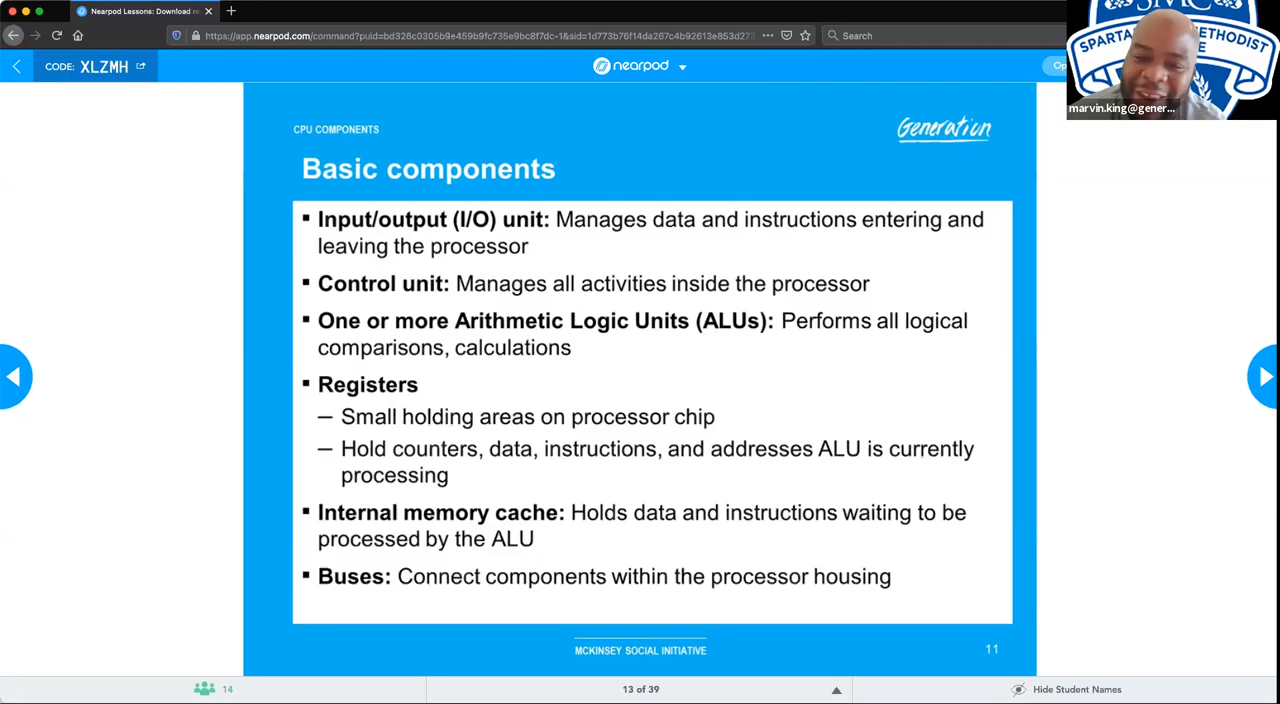 Nearpod Lessons: Download re
https://app.nearpod.com/command?puid=bd326c0305b9e459b9fc735e9bc8f7dc-1&sid=1d773b76f14da267c4b92613e853d273
Search
SMC
SPARTA
METHODIST
marvin.king@gener...
CODE: XLZMH
nearpod
Op
CPU COMPONENTS
Generation
Basic components
▪ Input/output (I/O) unit: Manages data and instructions entering and
leaving the processor
▪ Control unit: Manages all activities inside the processor
▪ One or more Arithmetic Logic Units (ALUs): Performs all logical
comparisons, calculations
▪ Registers
– Small holding areas on processor chip
– Hold counters, data, instructions, and addresses ALU is currently
processing
▪ Internal memory cache: Holds data and instructions waiting to be
processed by the ALU
▪ Buses: Connect components within the processor housing
MCKINSEY SOCIAL INITIATIVE
11
14
13 of 39
Hide Student Names